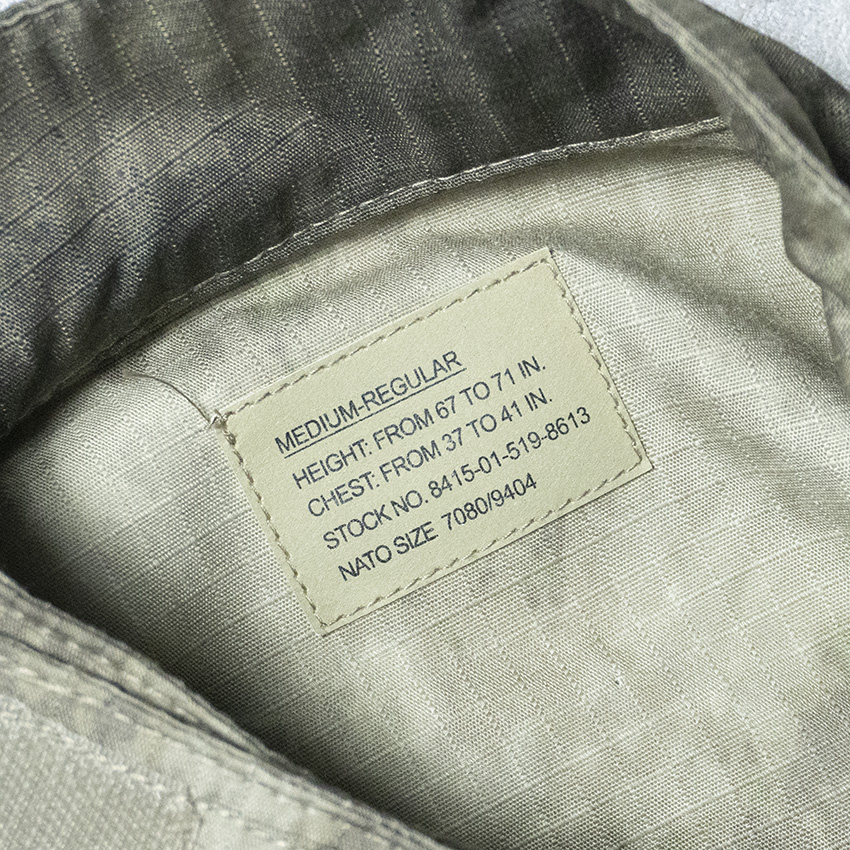 MEDIUM-REGULAR
HEIGHT: FROM 67 TO 71 IN.
CHEST: FROM 37 TO 41 IN.
STOCK NO. 8415-01-519-8613
NATO SIZE 7080/9404